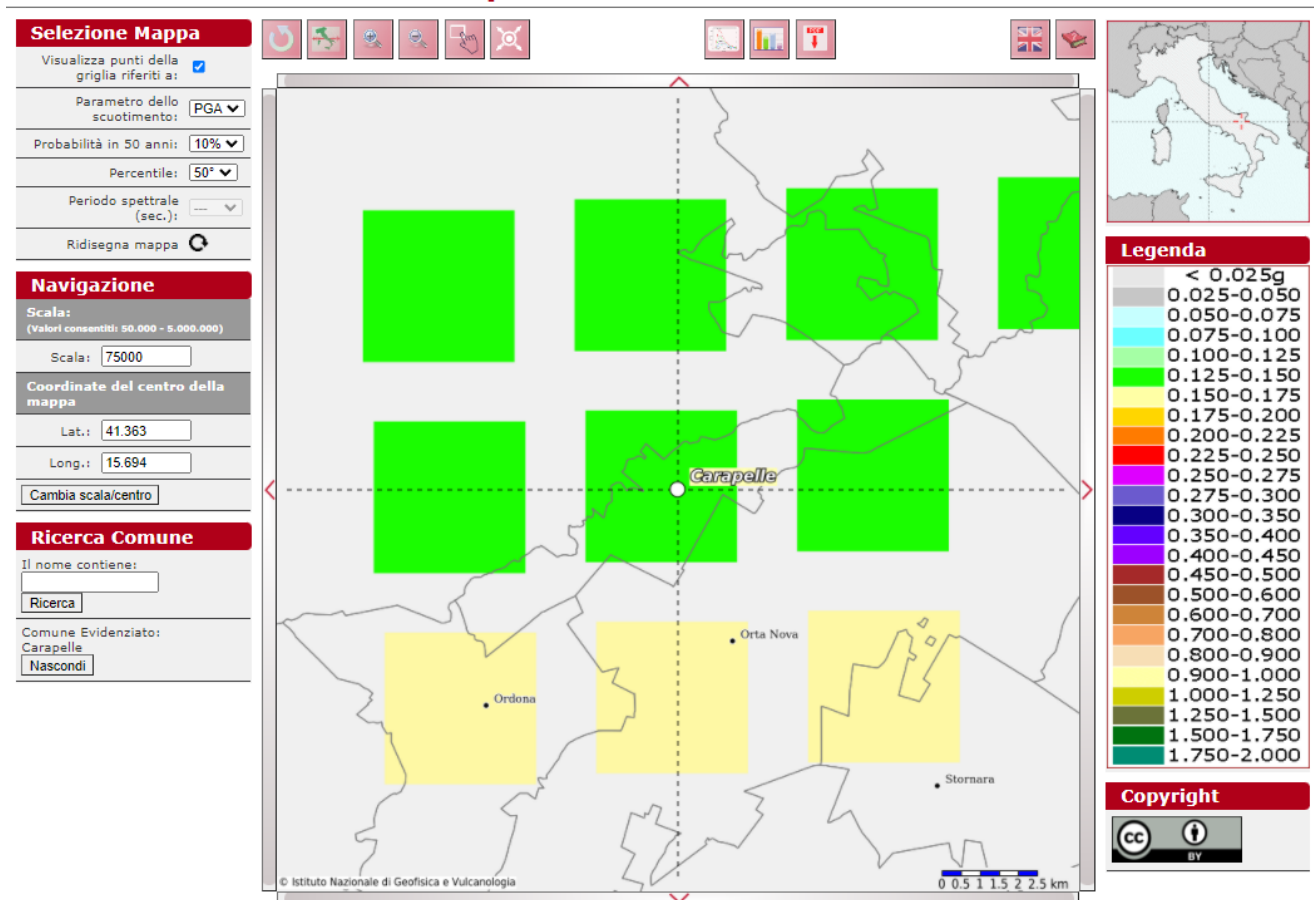 Selezione Mappa
Visualizza punti della
griglia riferiti a:
Parametro dello
scuotimento:
PGA
Probabilità in 50 anni:
10%
Percentile:
50°
Periodo spettrale
(sec.):
---
Ridisegna mappa
Navigazione
Scala:
(Valori consentiti: 50.000 - 5.000.000)
Scala:
75000
Coordinate del centro della
mappa
Lat.:
41.363
Long.:
15.694
Cambia scala/centro
Ricerca Comune
Il nome contiene:
Ricerca
Comune Evidenziato:
Carapelle
Nascondi
PDF
Carapelle
Orta Nova
Ordona
Stornara
© Istituto Nazionale di Geofisica e Vulcanologia
0 0.5 1 1.5 2 2.5 km
Legenda
< 0.025g
0.025-0.050
0.050-0.075
0.075-0.100
0.100-0.125
0.125-0.150
0.150-0.175
0.175-0.200
0.200-0.225
0.225-0.250
0.250-0.275
0.275-0.300
0.300-0.350
0.350-0.400
0.400-0.450
0.450-0.500
0.500-0.600
0.600-0.700
0.700-0.800
0.800-0.900
0.900-1.000
1.000-1.250
1.250-1.500
1.500-1.750
1.750-2.000
Copyright
cc
BY